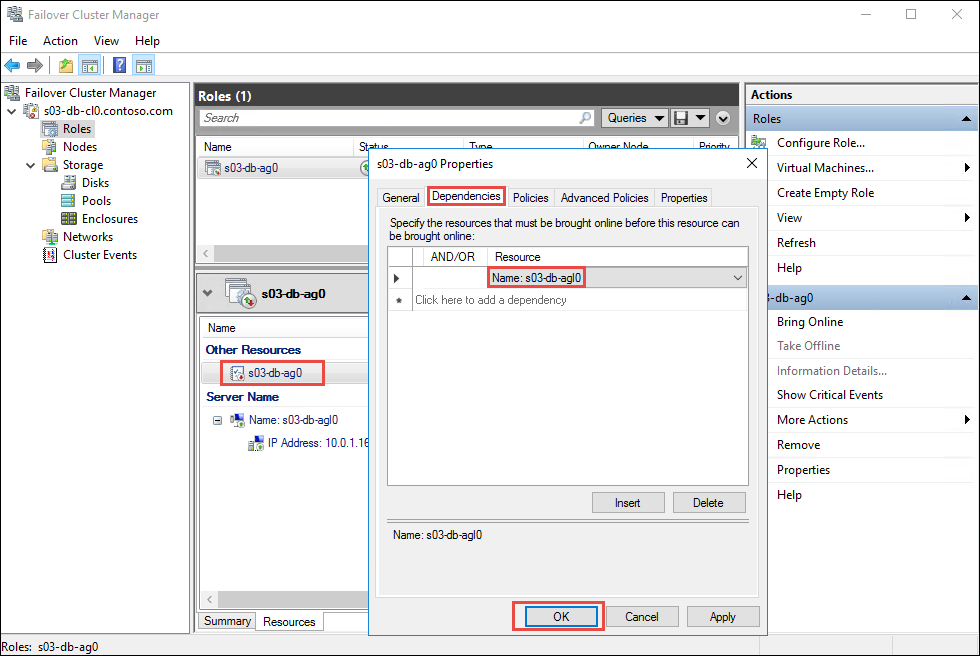 Failover Cluster Manager
File Action View Help
Failover Cluster Manager
s03-db-cl0.contoso.com
Roles
Nodes
Storage
Disks
Pools
Enclosures
Networks
Cluster Events
Roles (1)
Search
Queries
Name Status Type Owner Node Priority
s03-db-ag0
s03-db-ag0
Name
Other Resources
s03-db-ag0
Server Name
Name: s03-db-agl0
IP Address: 10.0.1.16
Summary Resources
s03-db-ag0 Properties
General Dependencies Policies Advanced Policies Properties
Specify the resources that must be brought online before this resource can
be brought online:
AND/OR Resource
Name: s03-db-agl0
Click here to add a dependency
Insert Delete
Name: s03-db-agl0
OK Cancel Apply
Actions
Roles
Configure Role...
Virtual Machines...
Create Empty Role
View
Refresh
Help
3-db-ag0
Bring Online
Take Offline
Information Details...
Show Critical Events
More Actions
Remove
Properties
Help
Roles: s03-db-ag0